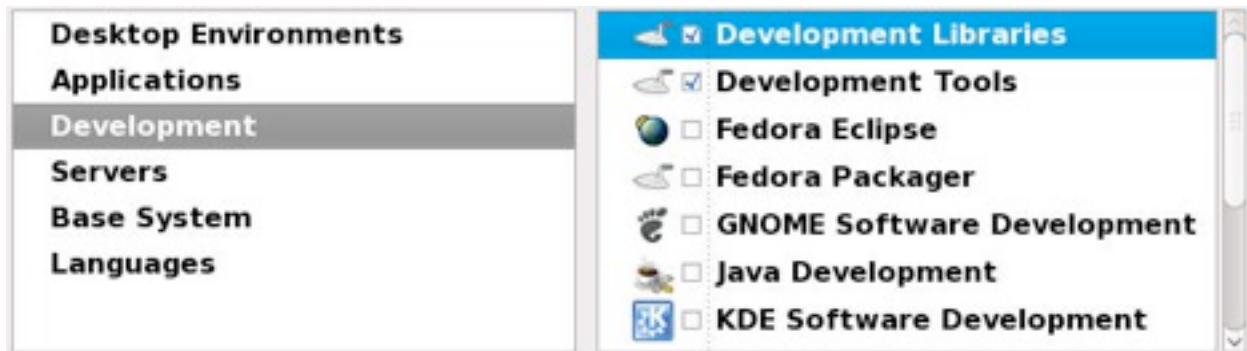 Desktop Environments
Applications
Development
Servers
Base System
Languages
Development Libraries
Development Tools
Fedora Eclipse
Fedora Packager
GNOME Software Development
Java Development
KDE Software Development